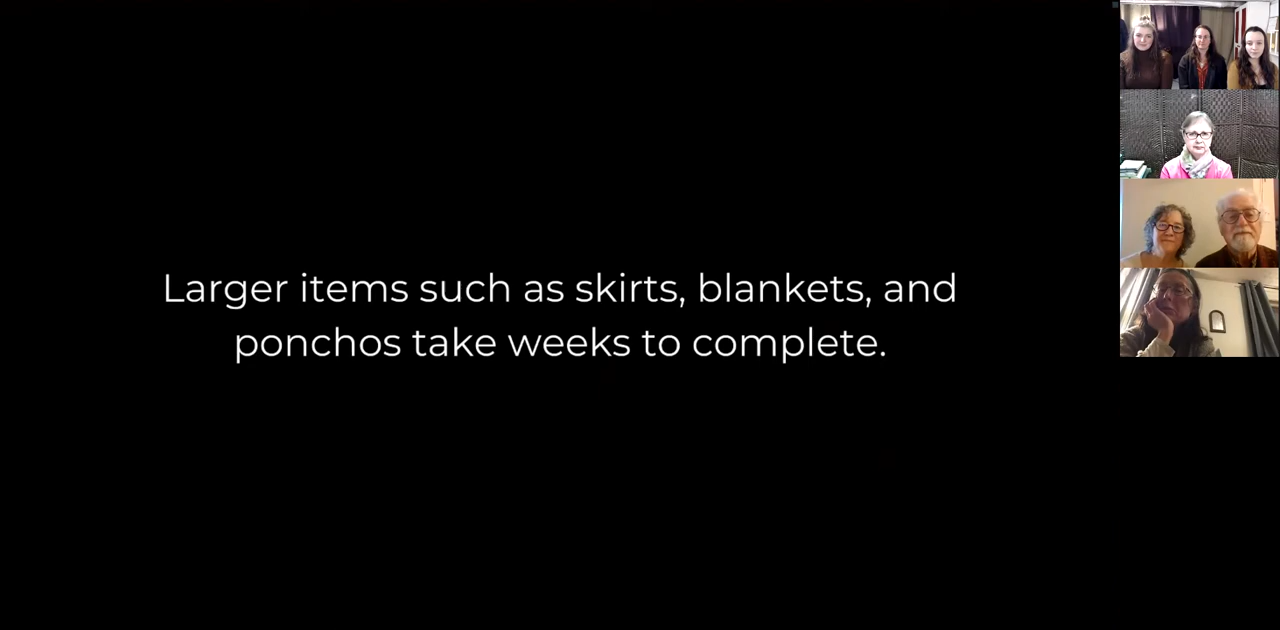 Larger items such as skirts, blankets, and
ponchos take weeks to complete.